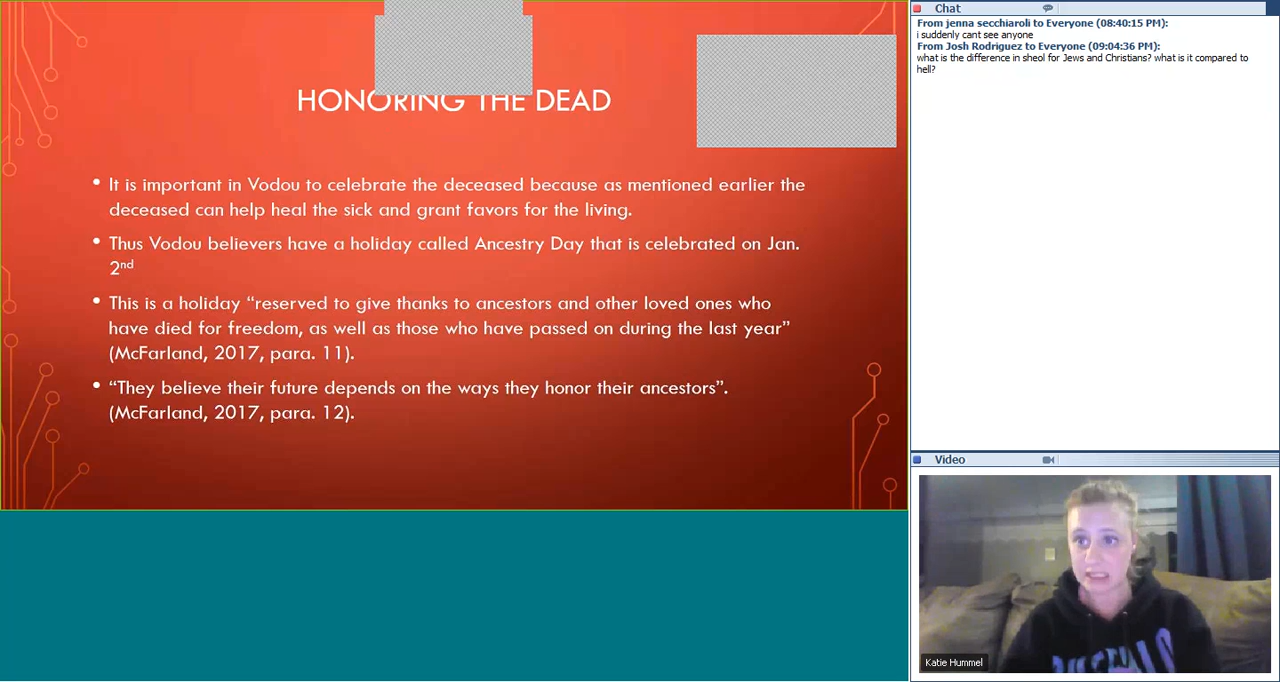 HONORING THE DEAD
• It is important in Vodou to celebrate the deceased because as mentioned earlier the
deceased can help heal the sick and grant favors for the living.
• Thus Vodou believers have a holiday called Ancestry Day that is celebrated on Jan.
2nd
• This is a holiday “reserved to give thanks to ancestors and other loved ones who
have died for freedom, as well as those who have passed on during the last year”
(McFarland, 2017, para. 11).
• “They believe their future depends on the ways they honor their ancestors”.
(McFarland, 2017, para. 12).
Chat
From jenna secchiaroli to Everyone (08:40:15 PM):
i suddenly cant see anyone
From Josh Rodriguez to Everyone (09:04:36 PM):
what is the difference in sheol for Jews and Christians? what is it compared to
hell?
Video
Katie Hummel